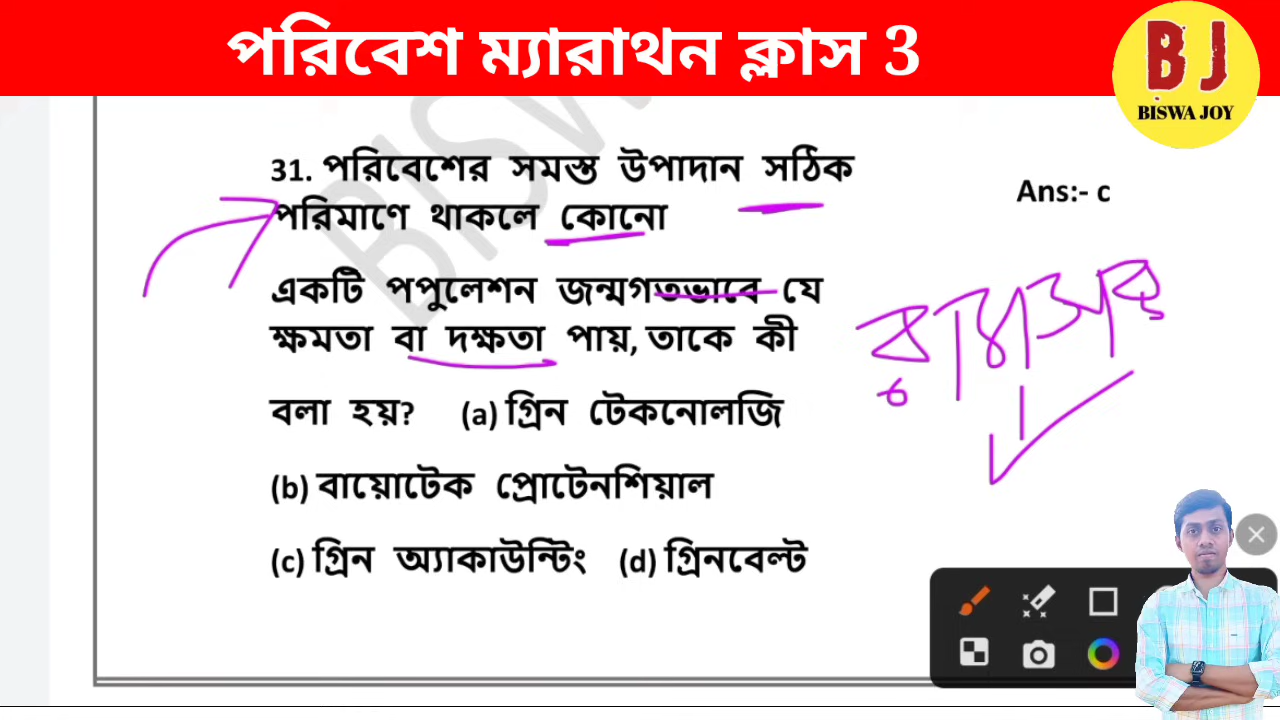 পরিবেশ ম্যারাথন ক্লাস 3
BJ
BISWA JOY
31. পরিবেশের সমস্ত উপাদান সঠিক
পরিমাণে থাকলে কোনো
Ans:- c
একটি পপুলেশন জন্মগতভাবে যে
ক্ষমতা বা দক্ষতা পায়, তাকে কী
বলা হয়? (a) গ্রিন টেকনোলজি
(b) বায়োটেক প্রোটেনশিয়াল
(c) গ্রিন অ্যাকাউন্টিং (d) গ্রিনবেল্ট
BISW